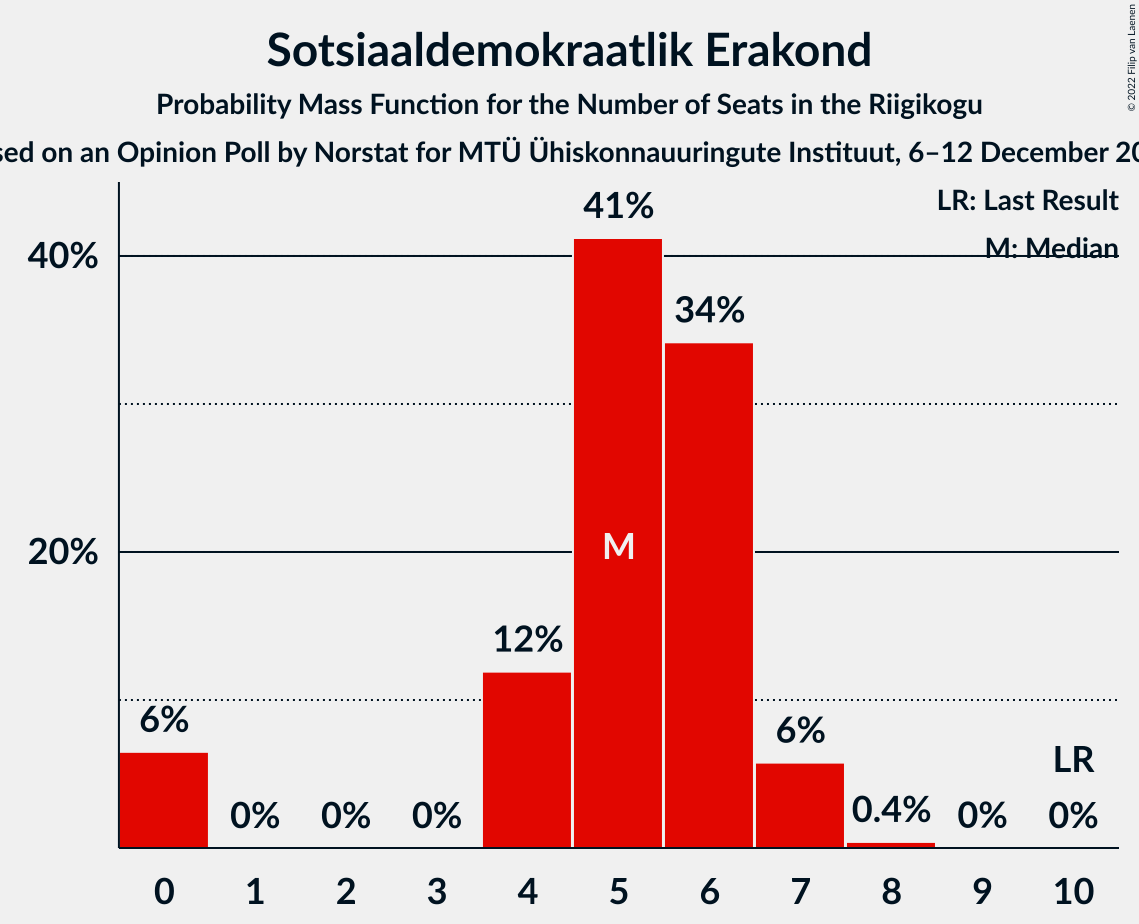 Sotsiaaldemokraatlik Erakond
Probability Mass Function for the Number of Seats in the Riigikogu
on an Opinion Poll by Norstat for MTÜ Ühiskonnauuringute Instituut, 6–12 December
© 2022 Filip van Laenen
LR: Last Result
M: Median
40%
20%
6%
0%
0%
0%
12%
41%
M
34%
6%
0.4%
0%
LR
0%
0 1 2 3 4 5 6 7 8 9 10